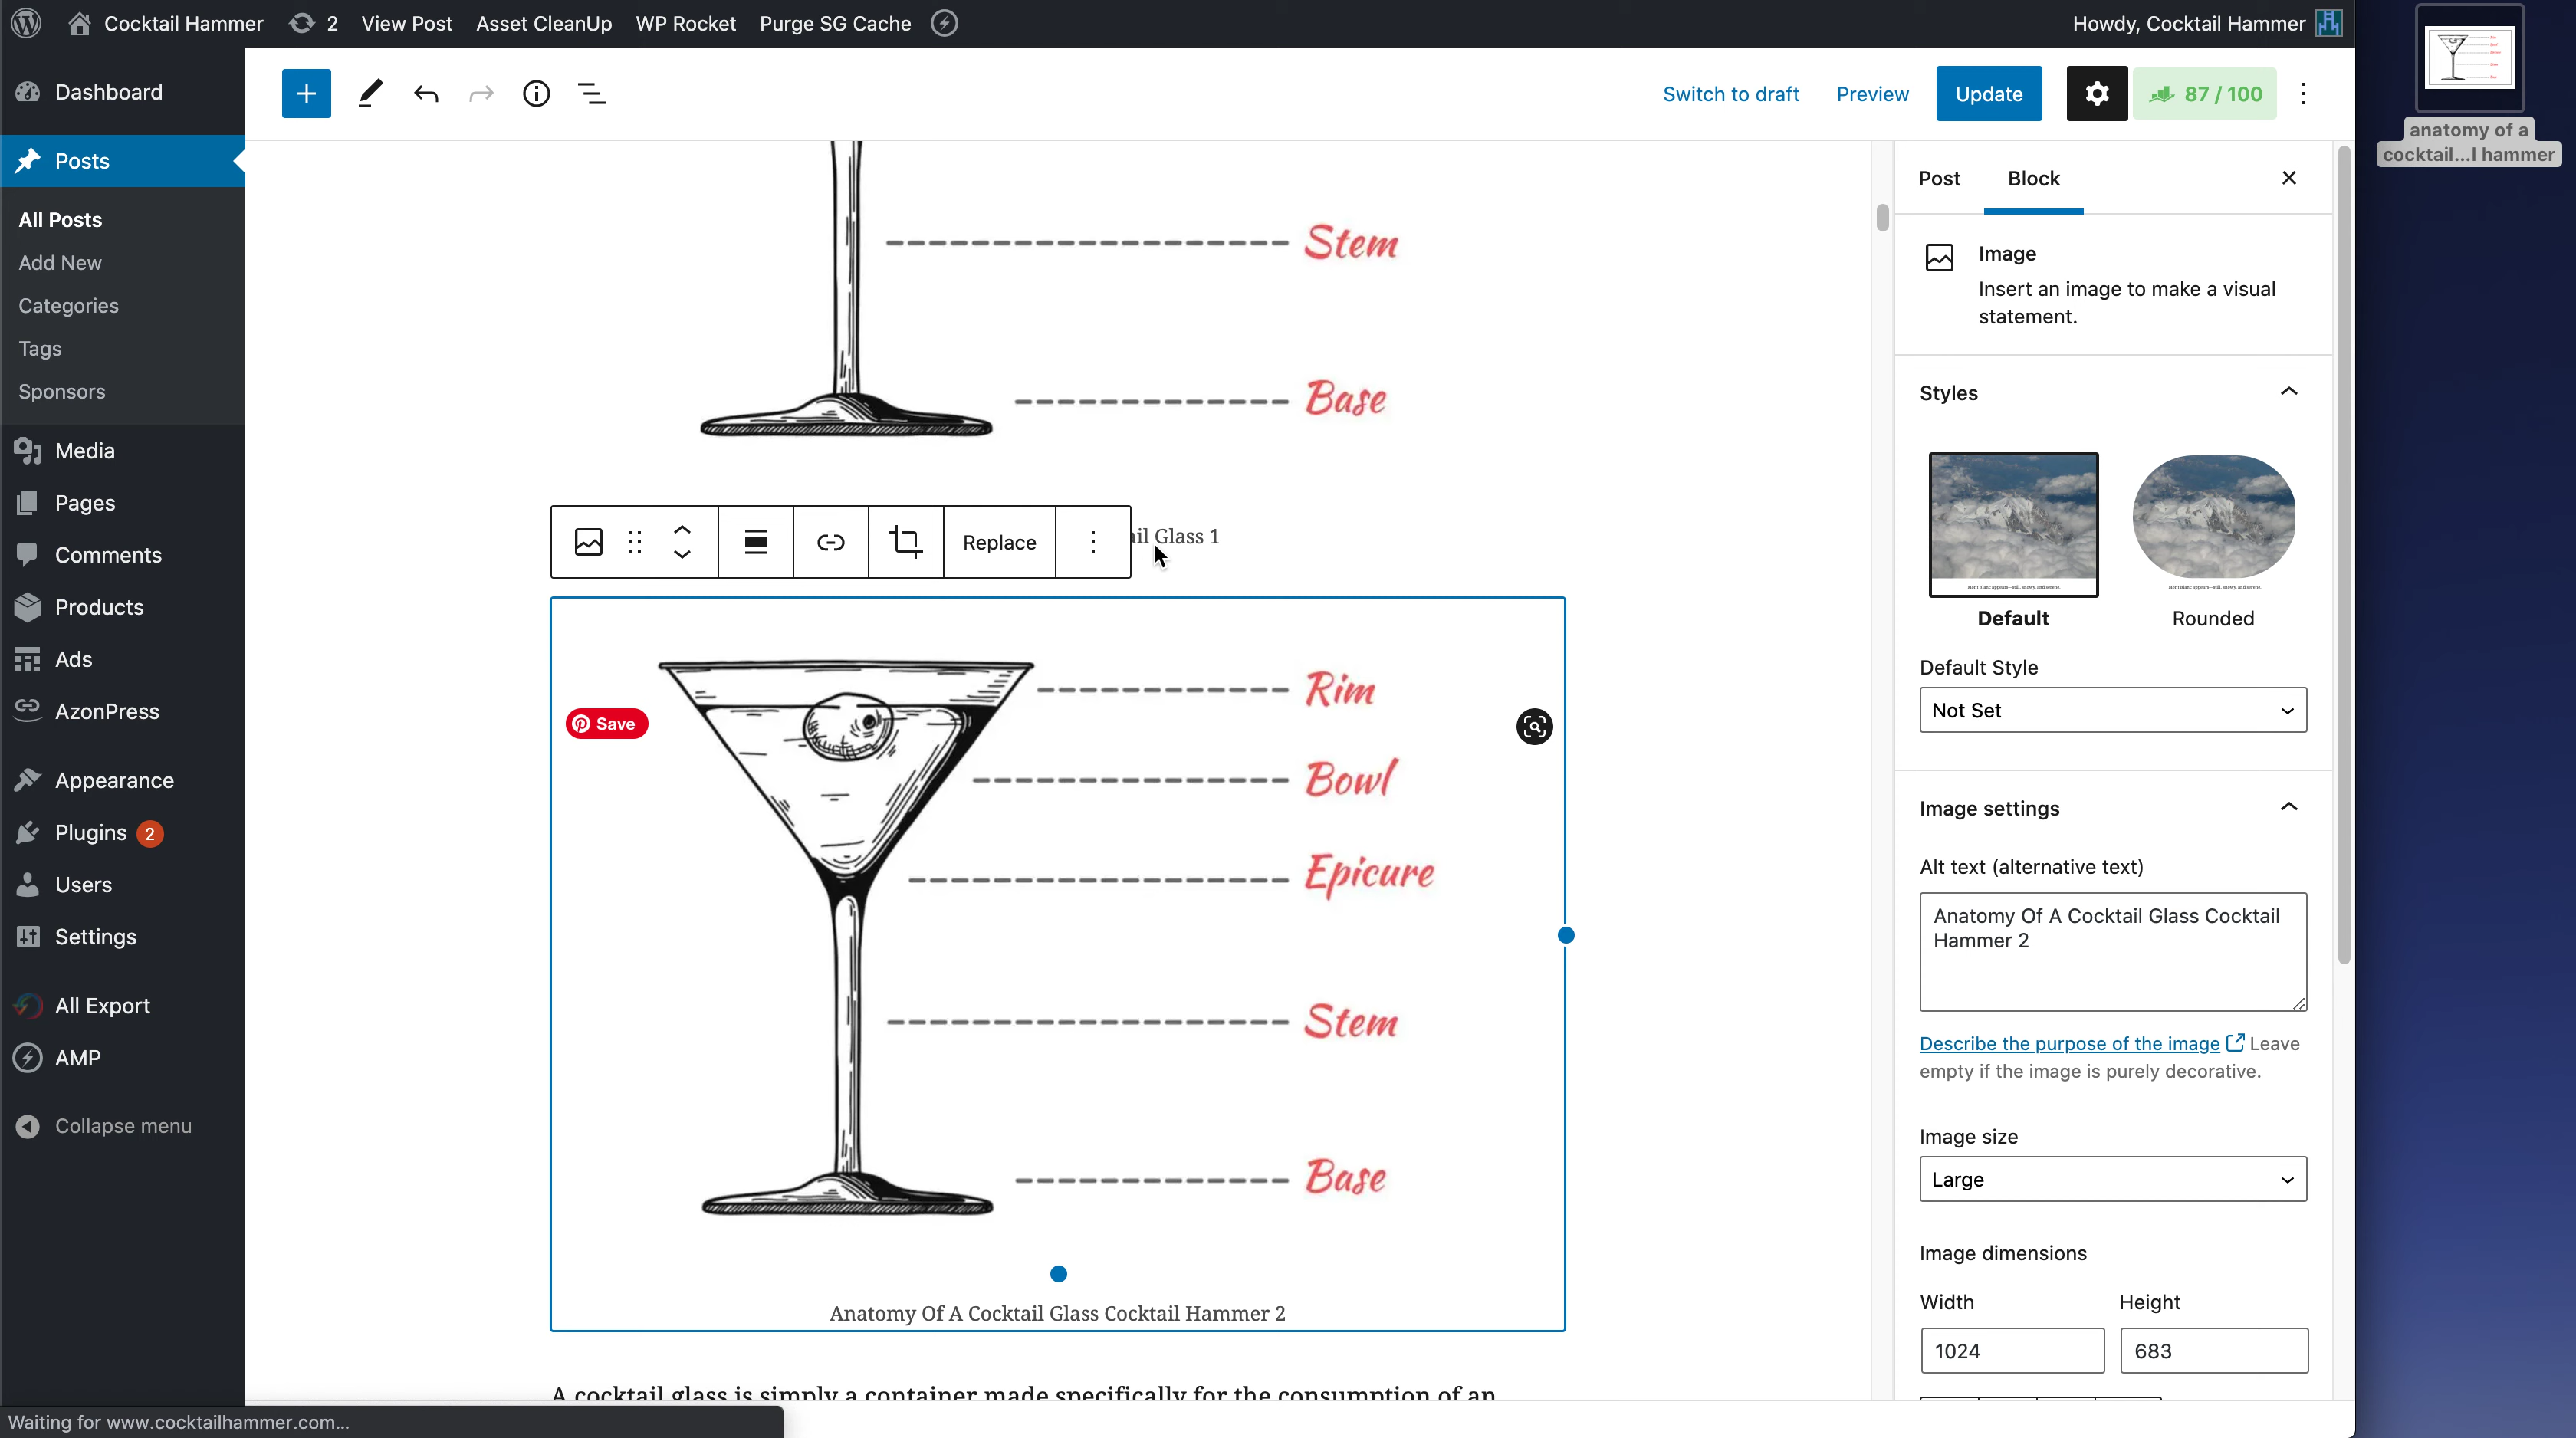 Cocktail Hammer 2 View Post Asset CleanUp WP Rocket Purge SG Cache Howdy, Cocktail Hammer
anatomy of a
cocktail...l hammer
Dashboard
Posts
All Posts
Add New
Categories
Tags
Sponsors
Media
Pages
Comments
Products
Ads
AzonPress
Appearance
Plugins 2
Users
Settings
All Export
AMP
Collapse menu
Switch to draft Preview Update 87 / 100
Stem
Base
Replace
ail Glass 1
Save
Rim
Bowl
Epicure
Stem
Base
Anatomy Of A Cocktail Glass Cocktail Hammer 2
A cocktail glass is simply a container made specifically for the consumption of an
Post Block
Image
Insert an image to make a visual
statement.
Styles
Default Rounded
Default Style
Not Set
Image settings
Alt text (alternative text)
Anatomy Of A Cocktail Glass Cocktail
Hammer 2
Describe the purpose of the image Leave
empty if the image is purely decorative.
Image size
Large
Image dimensions
Width Height
1024 683
Waiting for www.cocktailhammer.com...